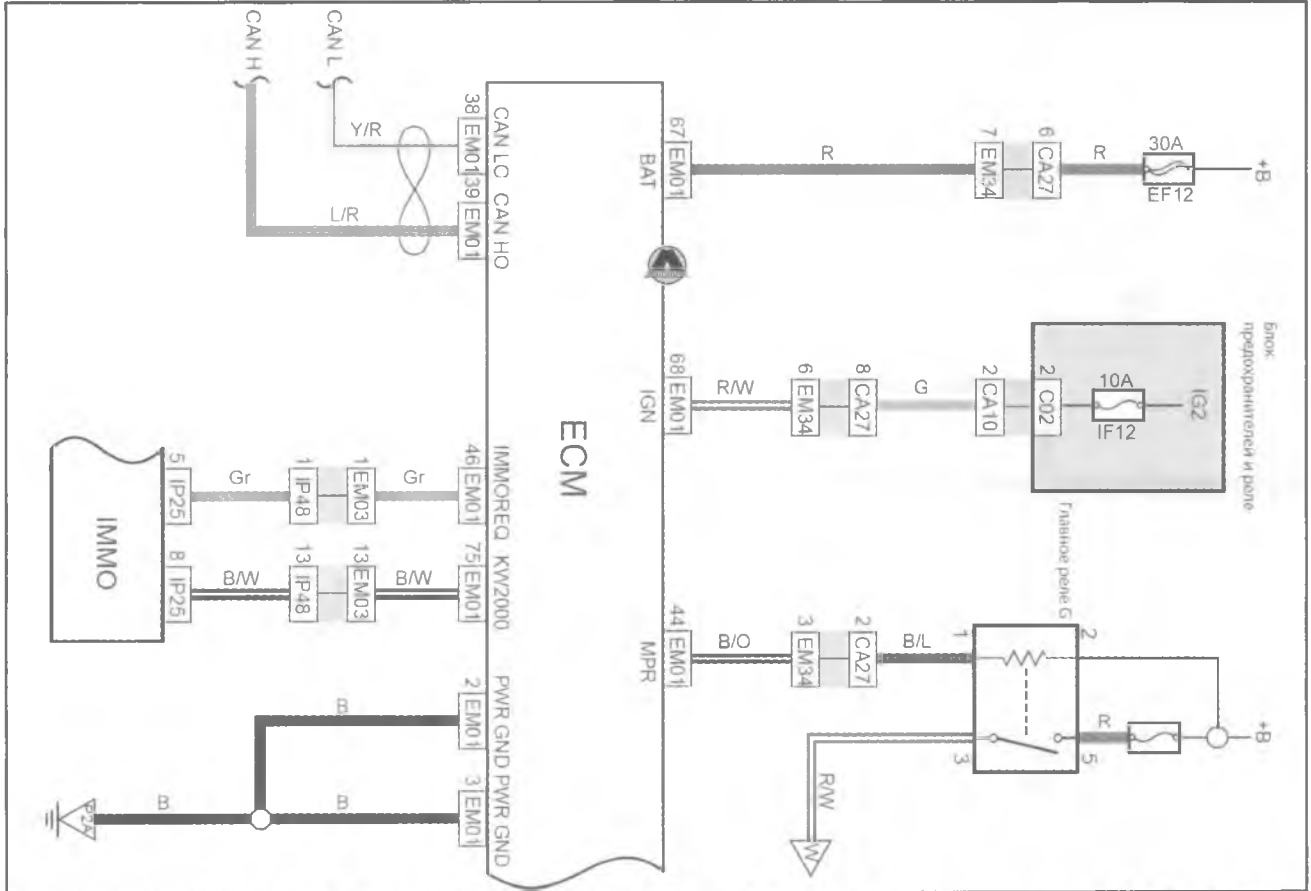 +B
30A
EF12
R
6 CA27
7 EM34
R
67 EM01
BAT
Блок
предохранителей и реле
IG2
10A
IF12
2 C02
2 CA10
G
8 CA27
6 EM34
R/W
68 EM01
IGN
Главное реле G
+B
R
2
5
1
3
B/L
2 CA27
3 EM34
B/O
44 EM01
MPR
R/W
W
ECM
CAN H
CAN L
Y/R
L/R
38 EM01
CAN LC
39 EM01
CAN HO
46 EM01
IMMOREQ
Gr
1 EM03
1 IP48
Gr
5 IP25
75 EM01
KW2000
B/W
13 EM03
13 IP48
B/W
8 IP25
IMMO
2 EM01
PWR GND
3 EM01
PWR GND
B
B
B
P2A